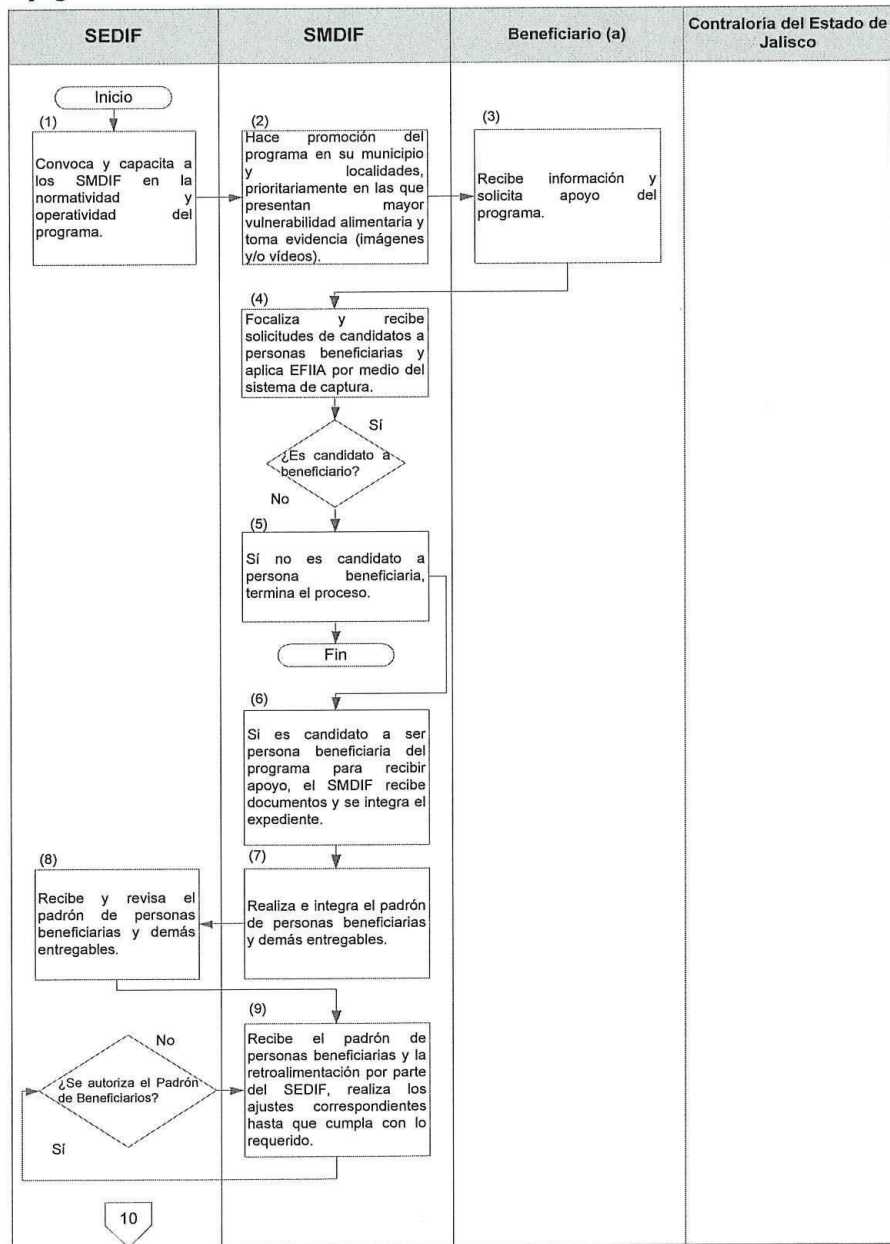 SEDIF
SMDIF
Beneficiario (a)
Contraloría del Estado de
Jalisco
Inicio
(1)
Convoca y capacita a
los SMDIF en la
normatividad y
operatividad del
programa.
(2)
Hace promoción del
programa en su municipio
y localidades,
prioritariamente en las que
presentan mayor
vulnerabilidad alimentaria y
toma evidencia (imágenes
y/o vídeos).
(3)
Recibe información y
solicita apoyo del
programa.
(4)
Focaliza y recibe
solicitudes de candidatos a
personas beneficiarias y
aplica EFIIA por medio del
sistema de captura.
Sí
¿Es candidato a
beneficiario?
No
(5)
Sí no es candidato a
persona beneficiaria,
termina el proceso.
Fin
(6)
Si es candidato a ser
persona beneficiaria del
programa para recibir
apoyo, el SMDIF recibe
documentos y se integra el
expediente.
(7)
Realiza e integra el padrón
de personas beneficiarias
y demás entregables.
(8)
Recibe y revisa el
padrón de personas
beneficiarias y demás
entregables.
(9)
Recibe el padrón de
personas beneficiarias y la
retroalimentación por parte
del SEDIF, realiza los
ajustes correspondientes
hasta que cumpla con lo
requerido.
No
¿Se autoriza el Padrón
de Beneficiarios?
Sí
10